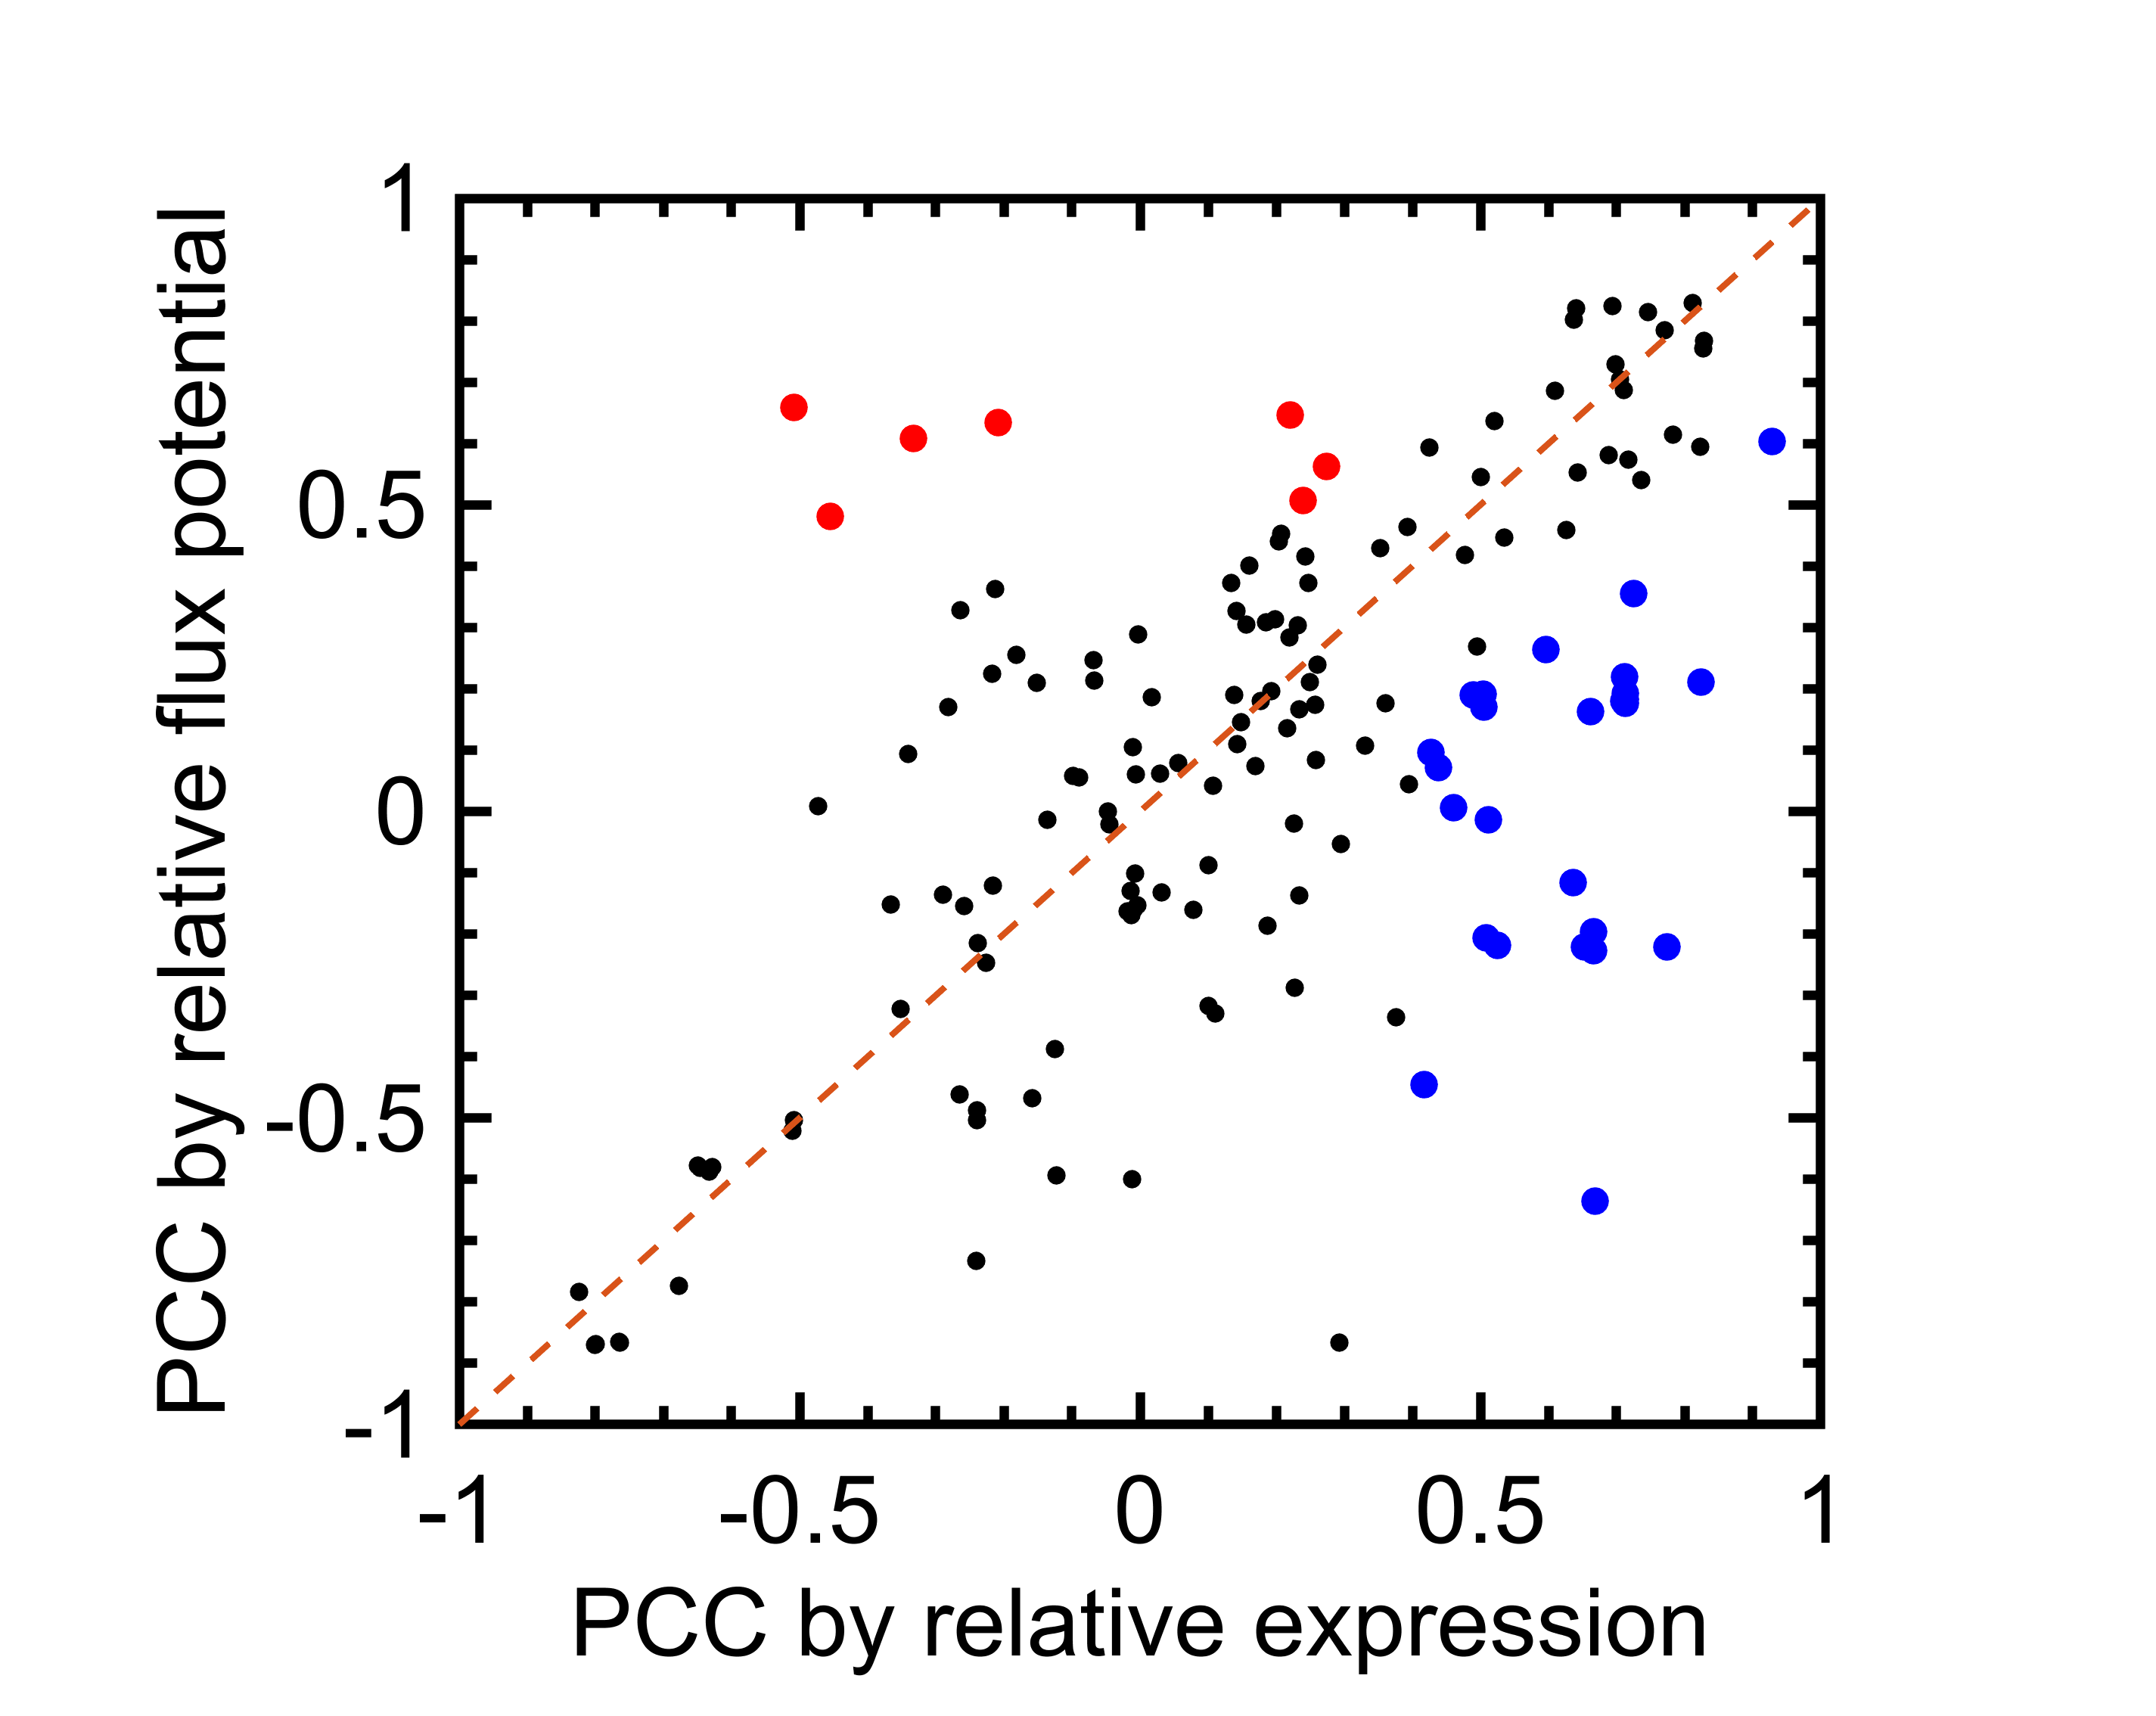 PCC by relative flux potential
1
0.5
0
-0.5
-1
-1 -0.5 0 0.5 1
PCC by relative expression